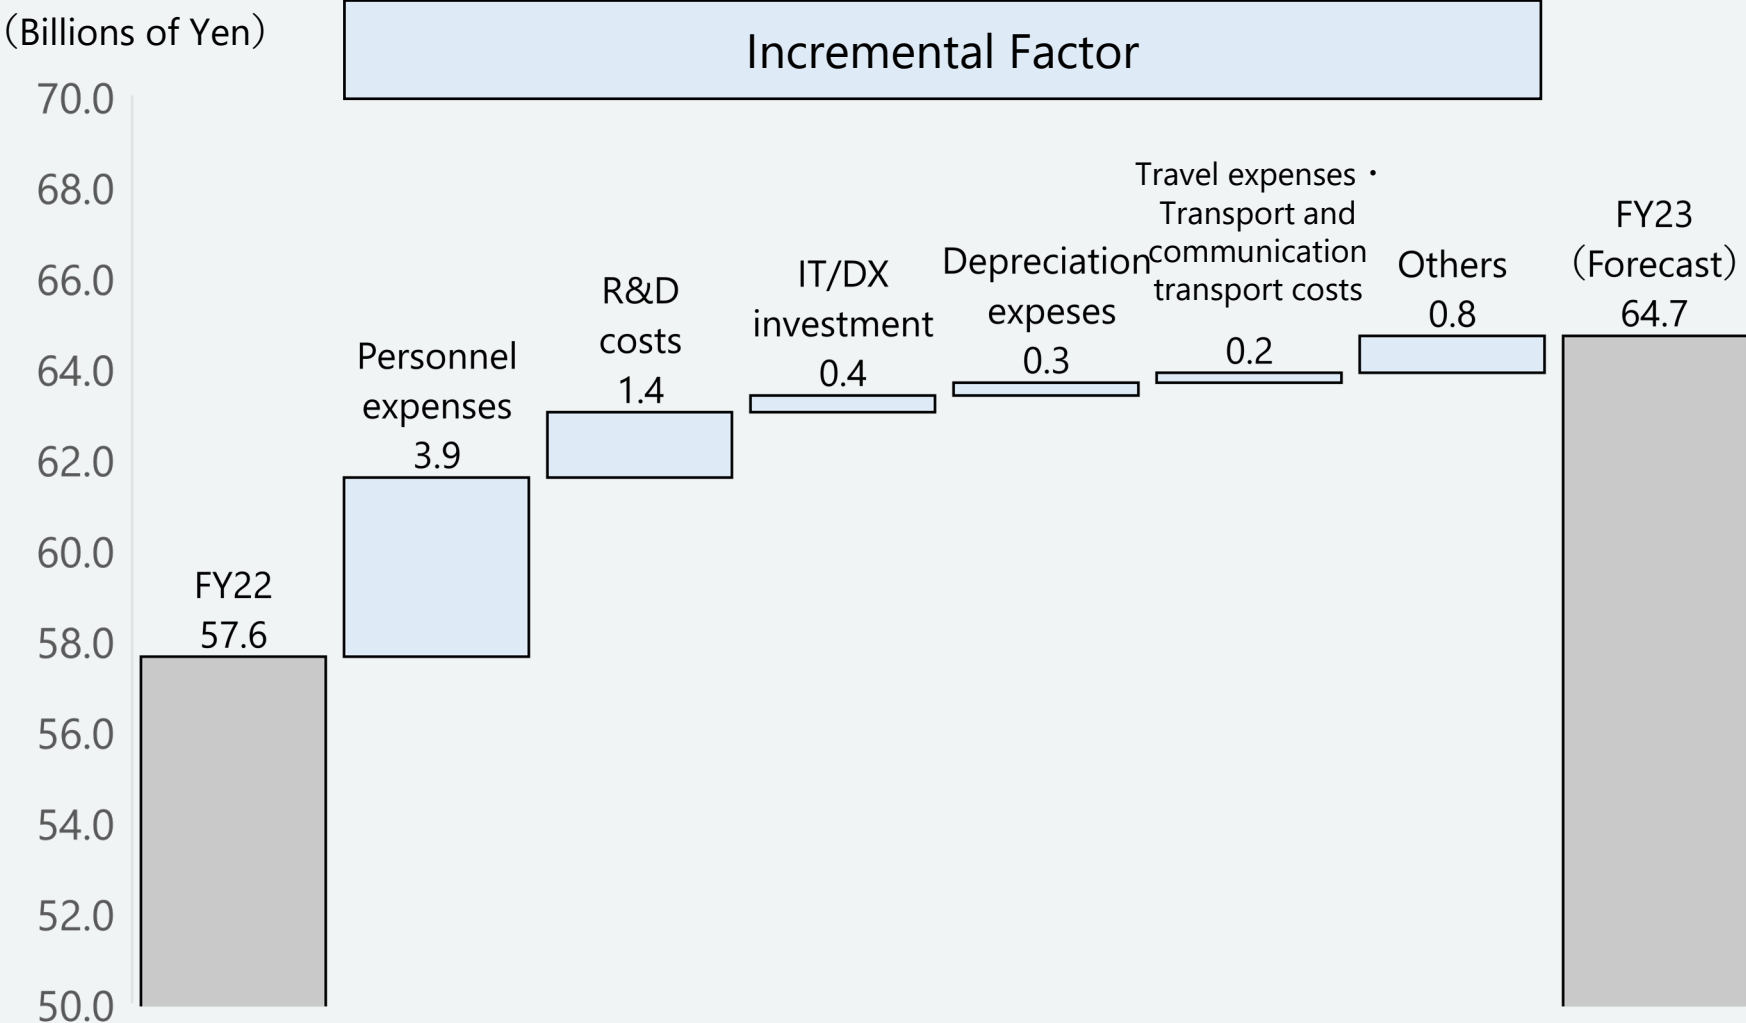 （Billions of Yen）
Incremental Factor
70.0
68.0
66.0
64.0
62.0
60.0
58.0
56.0
54.0
52.0
50.0
FY22
57.6
Personnel
expenses
3.9
R&D
costs
1.4
IT/DX
investment
0.4
Depreciation
expeses
0.3
Travel expenses・
Transport and
communication
transport costs
0.2
Others
0.8
FY23
（Forecast）
64.7